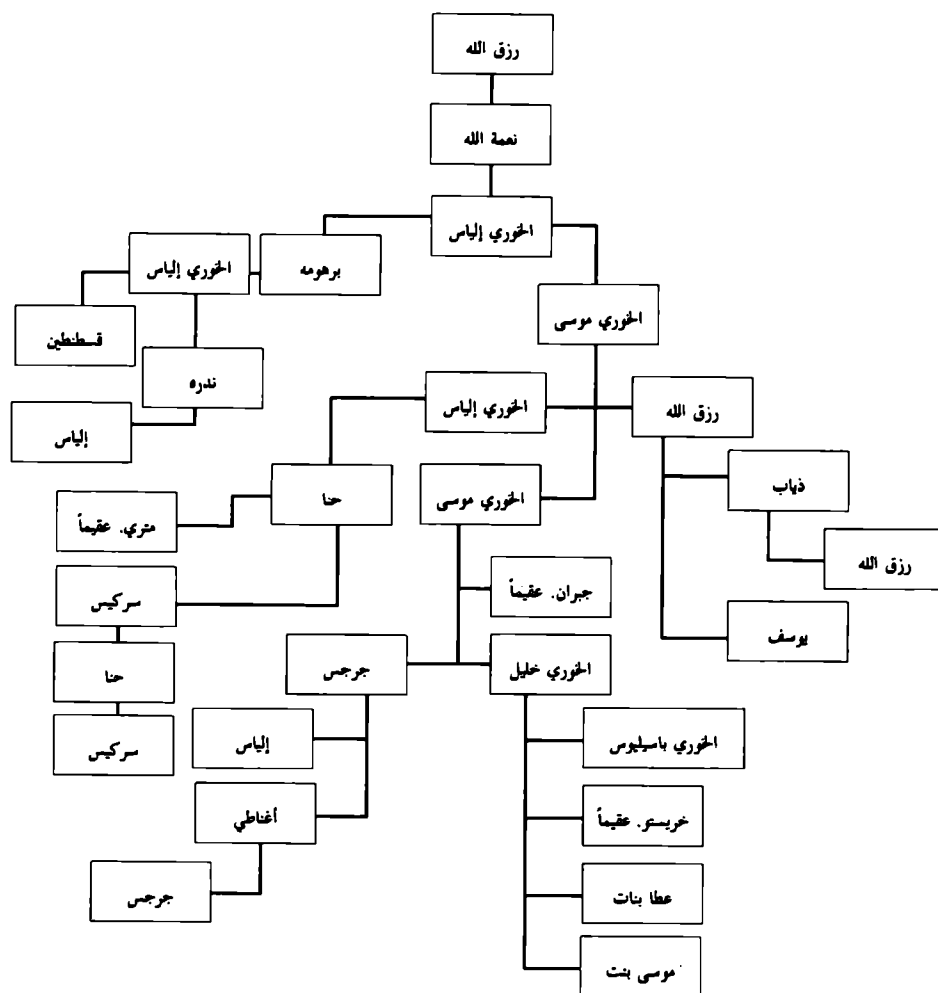 رزق الله
نعمة الله
الخوري إلياس
برهومه
الخوري إلياس
قسطنطين
ندره
إلياس
الخوري موسى
رزق الله
الخوري إلياس
ذياب
رزق الله
يوسف
حنا
الخوري موسى
متري. عقيماً
جبران. عقيماً
سركيس
حنا
سركيس
جرجس
الخوري خليل
إلياس
أغناطي
جرجس
الخوري باسيليوس
خريستو. عقيماً
عطا بنات
موسى بنت